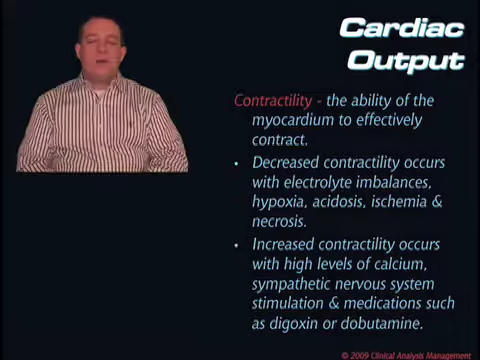 Cardiac
Output
Contractility - the ability of the
myocardium to effectively
contract.
• Decreased contractility occurs
with electrolyte imbalances,
hypoxia, acidosis, ischemia &
necrosis.
• Increased contractility occurs
with high levels of calcium,
sympathetic nervous system
stimulation & medications such
as digoxin or dobutamine.
© 2009 Clinical Analysis Management